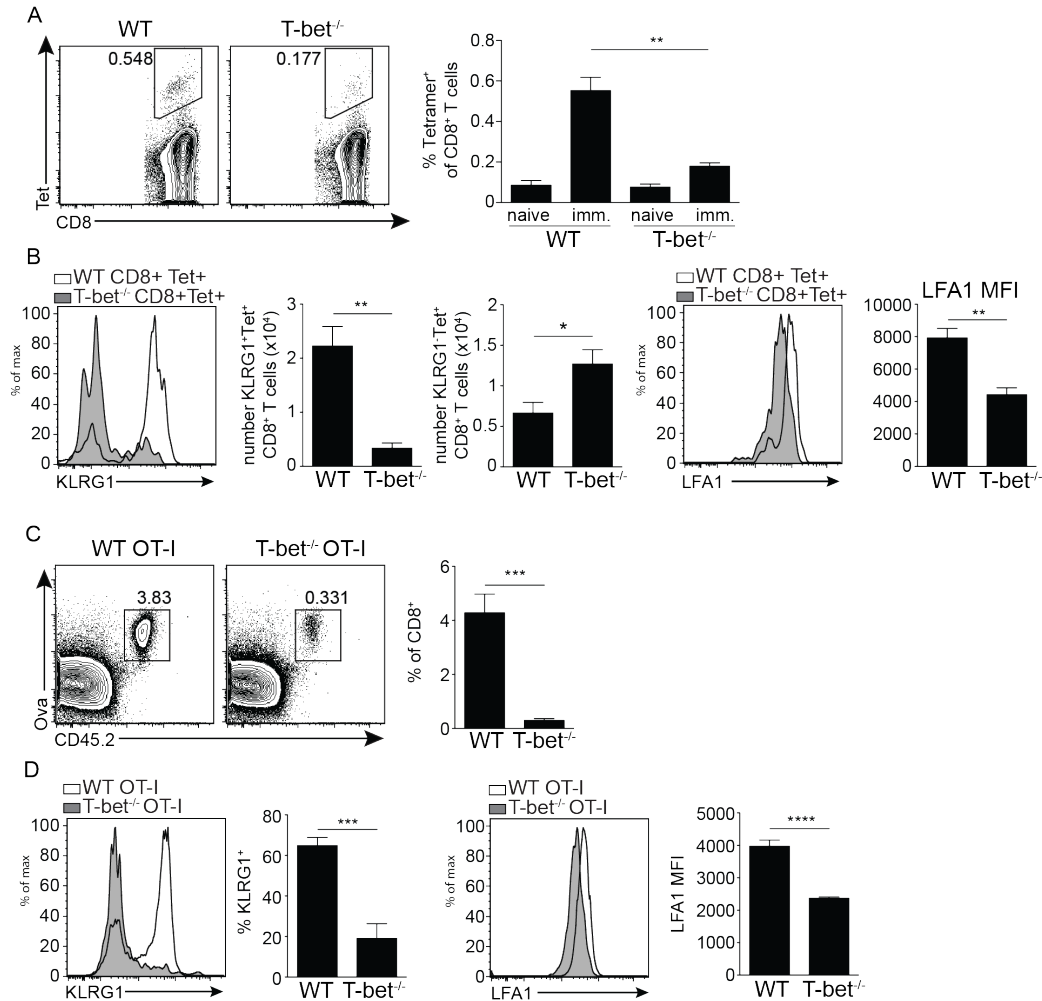 A
WT
T-bet-/-
0.548
0.177
Tet
CD8
% Tetramer+
of CD8+ T cells
0.8
0.6
0.4
0.2
0
**
naive
imm.
naive
imm.
WT
T-bet-/-
B
WT CD8+ Tet+
T-bet-/- CD8+Tet+
% of max
100
80
60
40
20
0
KLRG1
number KLRG1+Tet+
CD8+ T cells (x10⁴)
3
2
1
0
**
WT T-bet-/-
number KLRG1-Tet+
CD8+ T cells (x10⁴)
2
1.5
1
0.5
0
*
WT T-bet-/-
WT CD8+ Tet+
T-bet-/- CD8+Tet+
% of max
100
80
60
40
20
0
LFA1
LFA1 MFI
10000
8000
6000
4000
2000
0
**
WT T-bet-/-
C
WT OT-I
T-bet-/- OT-I
3.83
0.331
Ova
CD45.2
% of CD8+
6
4
2
0
***
WT T-bet-/-
D
WT OT-I
T-bet-/- OT-I
% of max
100
80
60
40
20
0
KLRG1
% KLRG1+
80
60
40
20
0
***
WT T-bet-/-
WT OT-I
T-bet-/- OT-I
% of max
100
80
60
40
20
0
LFA1
LFA1 MFI
5000
4000
3000
2000
1000
0
****
WT T-bet-/-